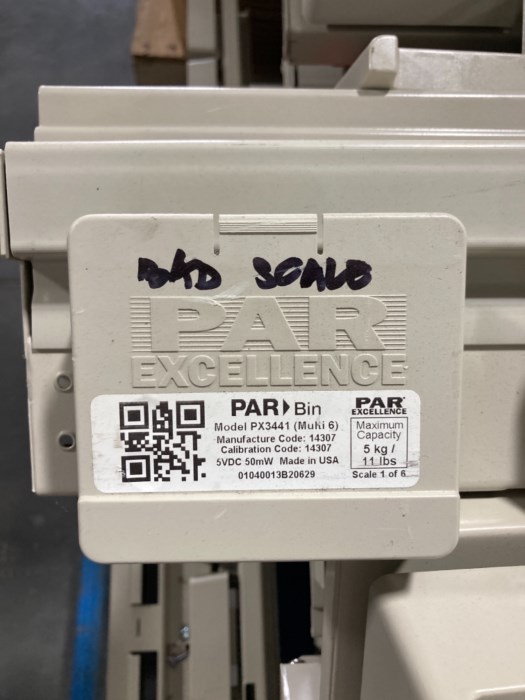 BAD SCALE
PAR
EXCELLENCE
PAR Bin
Model PX3441 (Multi 6)
Manufacture Code: 14307
Calibration Code: 14307
5VDC 50mW Made in USA
01040013B20629
PAR
EXCELLENCE
Maximum
Capacity
5 kg /
11 lbs
Scale 1 of 6